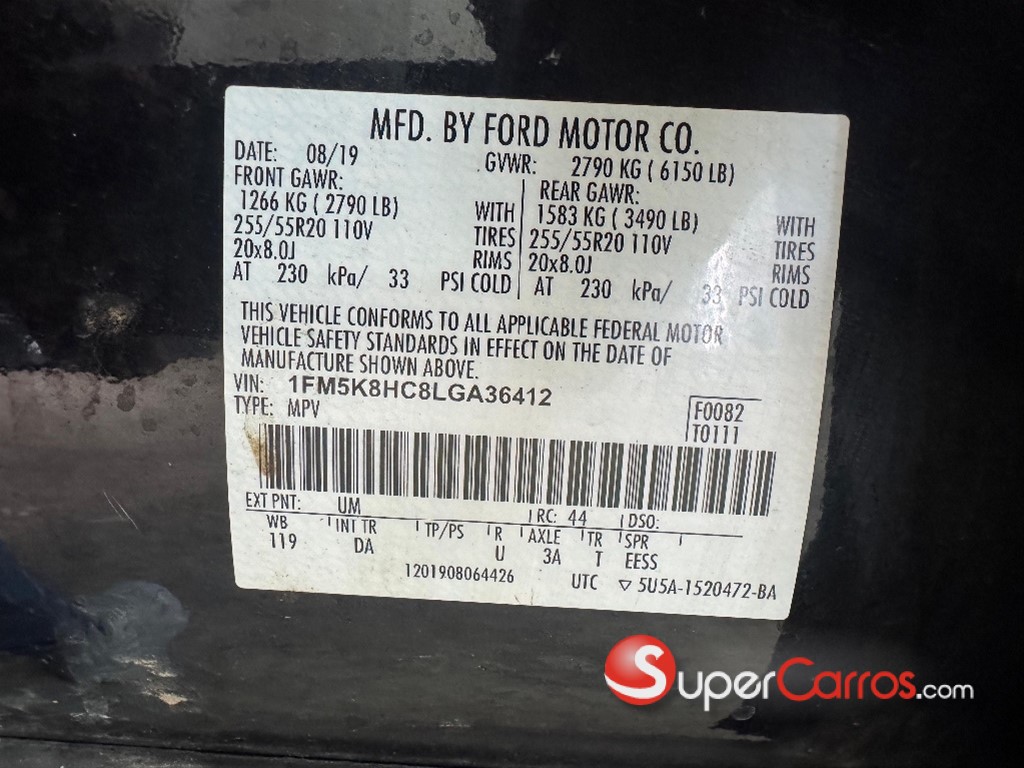 MFD. BY FORD MOTOR CO.
DATE: 08/19 GVWR: 2790 KG ( 6150 LB)
FRONT GAWR: REAR GAWR:
1266 KG ( 2790 LB) WITH 1583 KG ( 3490 LB) WITH
255/55R20 110V TIRES 255/55R20 110V TIRES
20x8.0J RIMS 20x8.0J RIMS
AT 230 kPa/ 33 PSI COLD AT 230 kPa/ 33 PSI COLD
THIS VEHICLE CONFORMS TO ALL APPLICABLE FEDERAL MOTOR
VEHICLE SAFETY STANDARDS IN EFFECT ON THE DATE OF
MANUFACTURE SHOWN ABOVE.
VIN: 1FM5K8HC8LGA36412
TYPE: MPV F0082
T0111
EXT PNT: UM RC: 44 DSO:
WB INT TR TP/PS R AXLE TR SPR
119 DA U 3A T EESS
1201908064426 UTC ▽ 5U5A-1520472-BA
SuperCarros.com